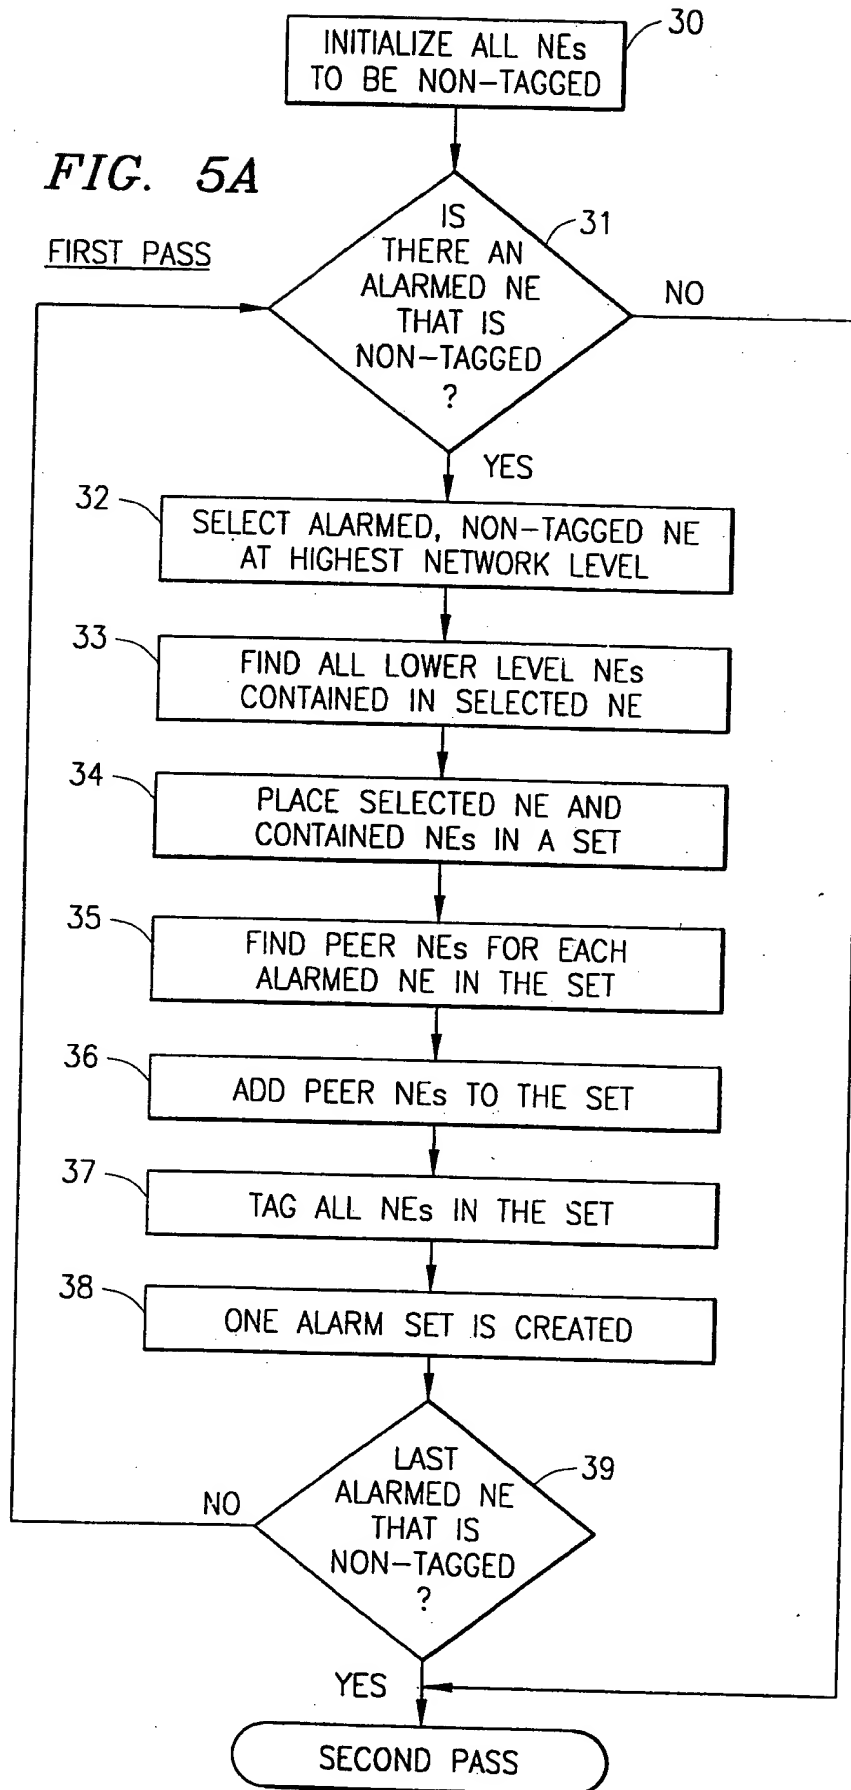 INITIALIZE ALL NEs
TO BE NON-TAGGED
30
FIG. 5A
FIRST PASS
IS
THERE AN
ALARMED NE
THAT IS
NON-TAGGED
?
31
NO
YES
32
SELECT ALARMED, NON-TAGGED NE
AT HIGHEST NETWORK LEVEL
33
FIND ALL LOWER LEVEL NEs
CONTAINED IN SELECTED NE
34
PLACE SELECTED NE AND
CONTAINED NEs IN A SET
35
FIND PEER NEs FOR EACH
ALARMED NE IN THE SET
36
ADD PEER NEs TO THE SET
37
TAG ALL NEs IN THE SET
38
ONE ALARM SET IS CREATED
LAST
ALARMED NE
THAT IS
NON-TAGGED
?
39
NO
YES
SECOND PASS